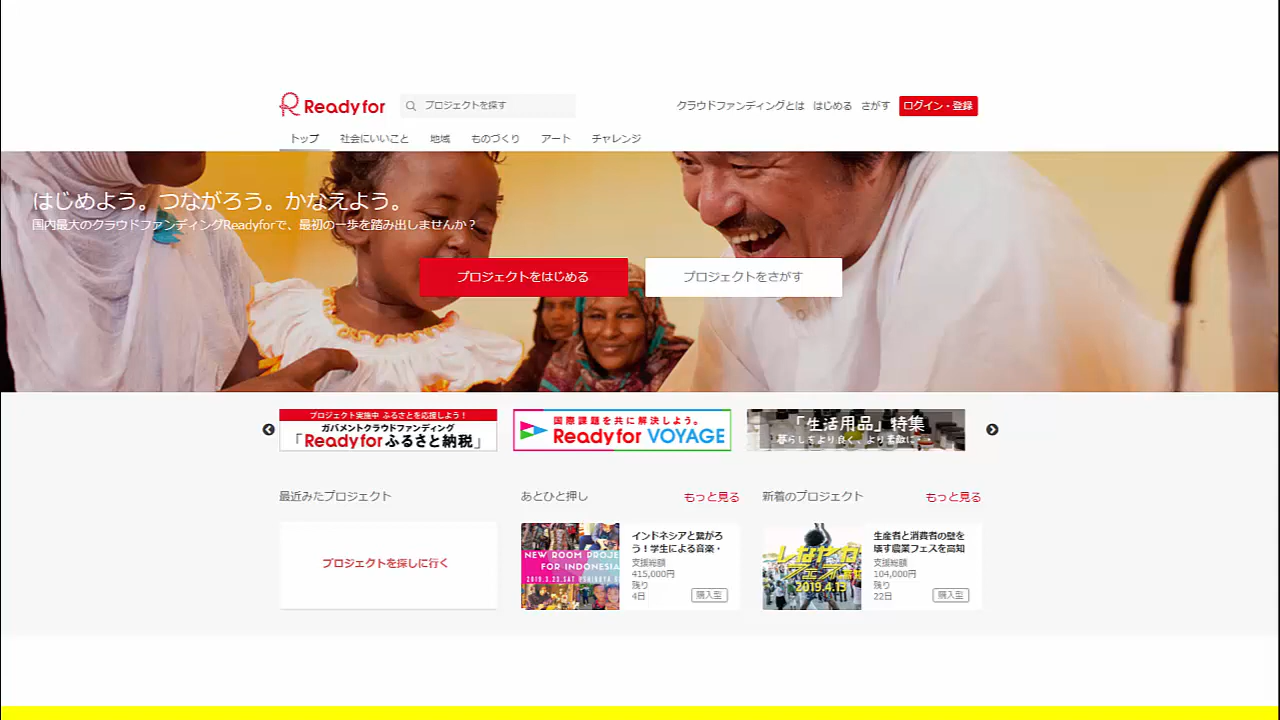 Readyfor
プロジェクトを探す
クラウドファンディングとは はじめる さがす ログイン・登録
トップ 社会にいいこと 地域 ものづくり アート チャレンジ
はじめよう。つながろう。かなえよう。
国内最大のクラウドファンディングReadyforで、最初の一歩を踏み出しませんか？
プロジェクトをはじめる
プロジェクトをさがす
プロジェクト実施中 ふるさとを応援しよう！
ガバメントクラウドファンディング
「Readyforふるさと納税」
国際課題を共に解決しよう。
Readyfor VOYAGE
「生活用品」特集
暮らしをより良く、より素敵に・・
最近みたプロジェクト
プロジェクトを探しに行く
あとひと押し もっと見る
NEW ROOM PROJE
FOR INDONESIA
インドネシアと繋がろ
う！学生による音楽・
支援総額
415,000円
残り
4日
購入型
新着のプロジェクト もっと見る
2019.4.13
生産者と消費者の壁を
壊す農業フェスを高知
支援総額
104,000円
残り
22日
購入型